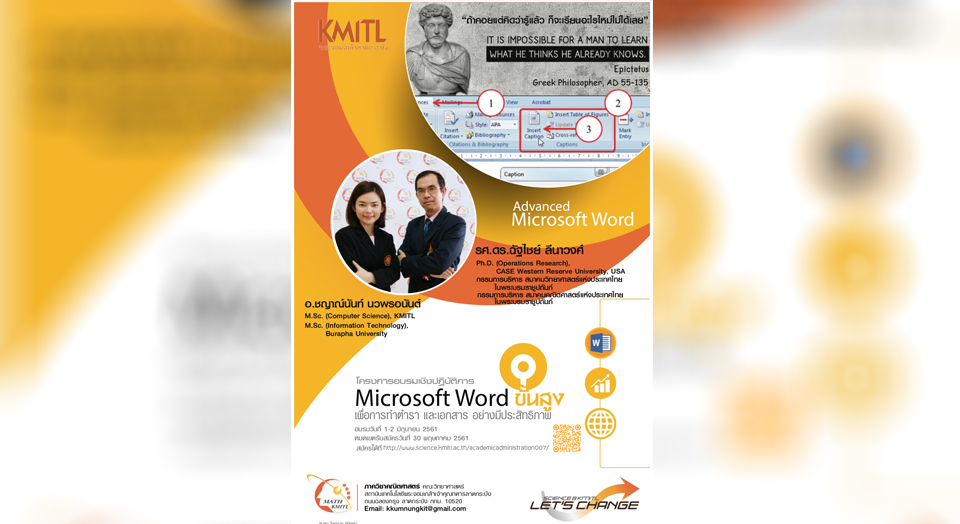 KMITL
“ถ้าคอยแต่คิดว่ารู้แล้ว ก็จะเรียนอะไรใหม่ไม่ได้เลย”
IT IS IMPOSSIBLE FOR A MAN TO LEARN
WHAT HE THINKS HE ALREADY KNOWS.
Epictetus
Greek Philosopher, AD 55-135
1
View
Acrobat
2
Insert
Citation
Style: APA
Bibliography
Citations & Bibliography
Insert
Caption
Insert Table of Figures
Update
3
Captions
Mark
Entry
Caption
Advanced
Microsoft Word
รศ.ดร.ฉัฐไชย์ ลีนาวงศ์
Ph.D. (Operations Research),
CASE Western Reserve University, USA
กรรมการบริหาร สมาคมวิทยาศาสตร์แห่งประเทศไทย
ในพระบรมราชูปถัมภ์
กรรมการบริหาร สมาคมคณิตศาสตร์แห่งประเทศไทย
ในพระบรมราชูปถัมภ์
อ.ชญาณ์นันท์ นวพรอนันต์
M.Sc. (Computer Science), KMITL
M.Sc. (Information Technology),
Burapha University
W
โครงการอบรมเชิงปฏิบัติการ
Microsoft Word ขั้นสูง
เพื่อการทำตำรา และเอกสาร อย่างมีประสิทธิภาพ
อบรมวันที่ 1-2 มิถุนายน 2561
หมดเขตรับสมัครวันที่ 30 พฤษภาคม 2561
สมัครได้ที่ http://www.science.kmitl.ac.th/academicadministration007/
MATH
KMITL
ภาควิชาคณิตศาสตร์ คณะวิทยาศาสตร์
สถาบันเทคโนโลยีพระจอมเกล้าเจ้าคุณทหารลาดกระบัง
ถนนฉลองกรุง ลาดกระบัง กทม. 10520
Email: kkumnungkit@gmail.com
SCIENCE@KMITL
LET'S CHANGE